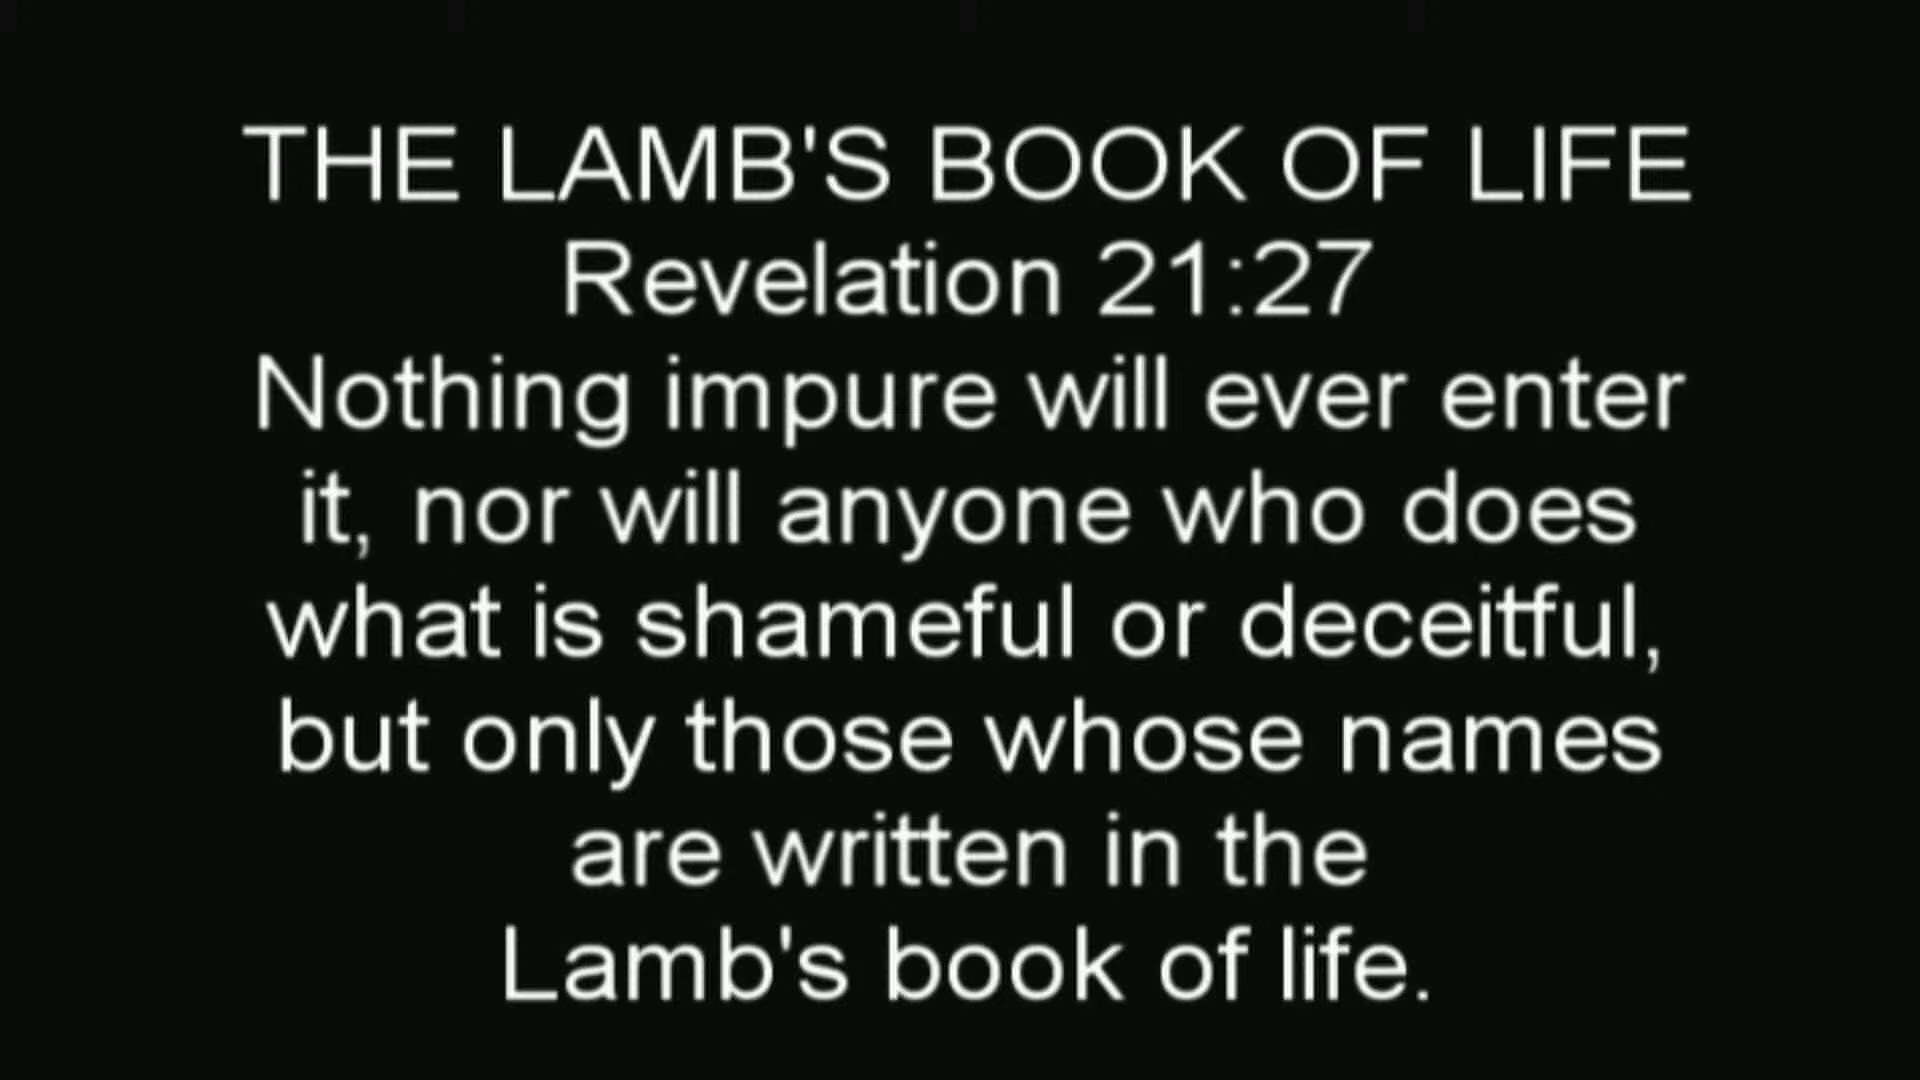 THE LAMB'S BOOK OF LIFE
Revelation 21:27
Nothing impure will ever enter
it, nor will anyone who does
what is shameful or deceitful,
but only those whose names
are written in the
Lamb's book of life.